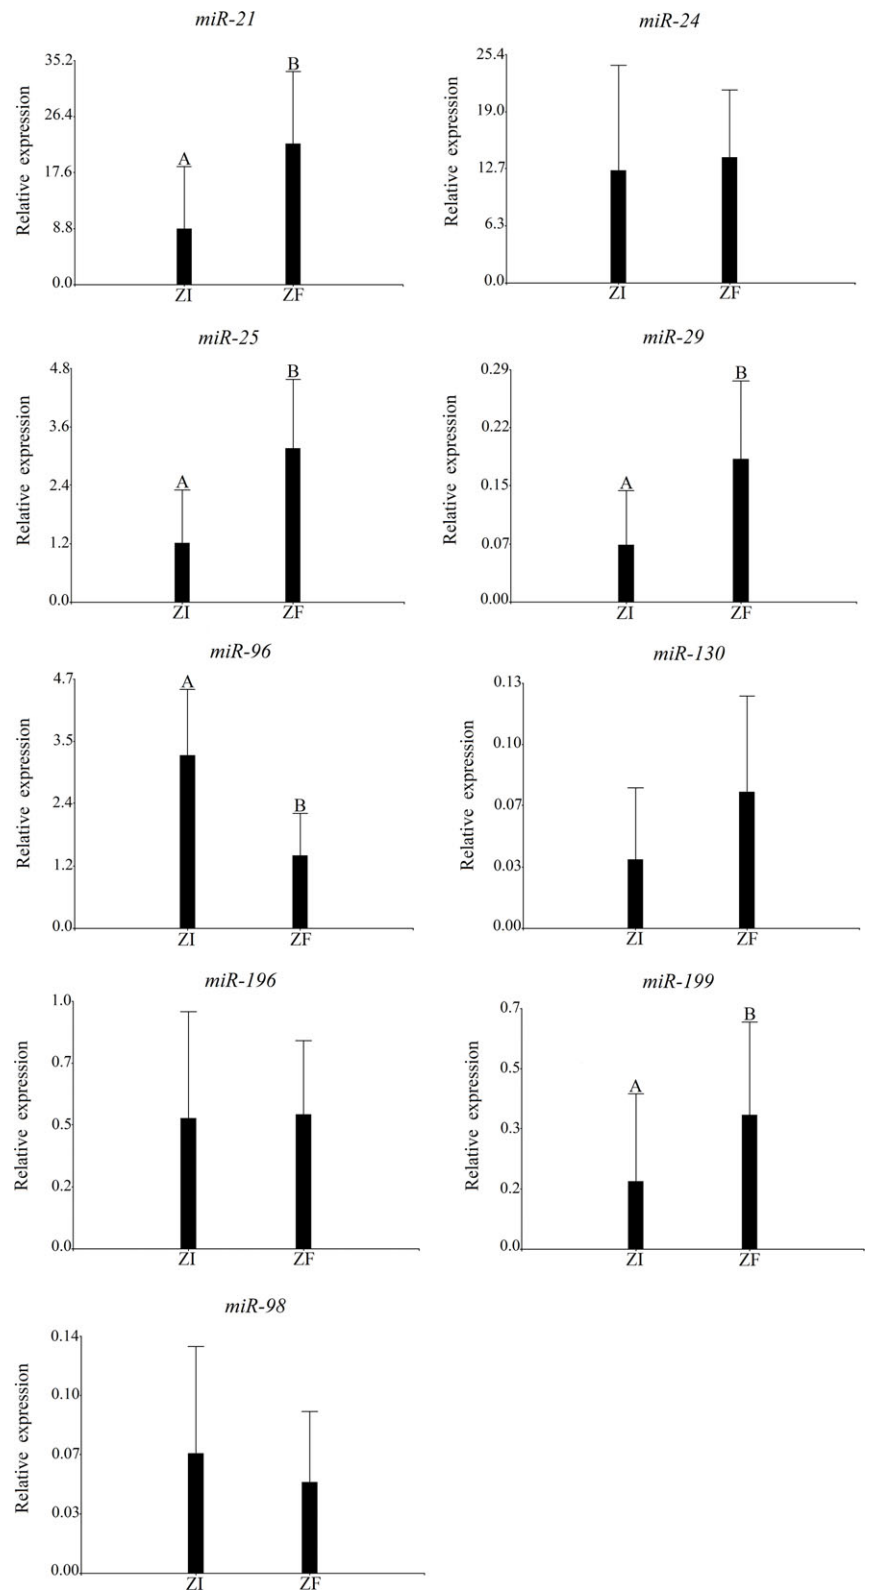 miR-21
Relative expression
35.2
26.4
17.6
8.8
0.0
A
B
ZI
ZF
miR-24
Relative expression
25.4
19.0
12.7
6.3
0.0
ZI
ZF
miR-25
Relative expression
4.8
3.6
2.4
1.2
0.0
A
B
ZI
ZF
miR-29
Relative expression
0.29
0.22
0.15
0.07
0.00
A
B
ZI
ZF
miR-96
Relative expression
4.7
3.5
2.4
1.2
0.0
A
B
ZI
ZF
miR-130
Relative expression
0.13
0.10
0.07
0.03
0.00
ZI
ZF
miR-196
Relative expression
1.0
0.7
0.5
0.2
0.0
ZI
ZF
miR-199
Relative expression
0.7
0.5
0.3
0.2
0.0
A
B
ZI
ZF
miR-98
Relative expression
0.14
0.10
0.07
0.03
0.00
ZI
ZF